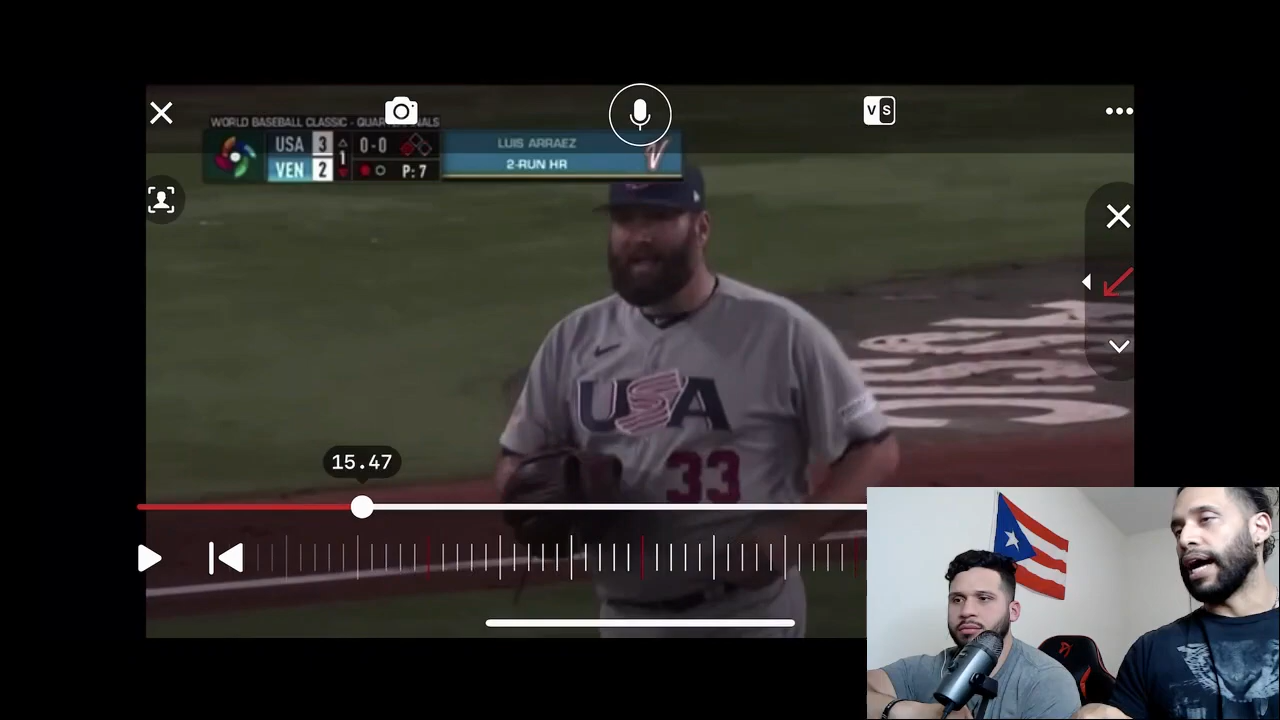 WORLD BASEBALL CLASSIC - QUARTERFINALS
USA 3
VEN 2
1
0-0
P: 7
LUIS ARRAEZ
2-RUN HR
V
VS
USA
33
15.47